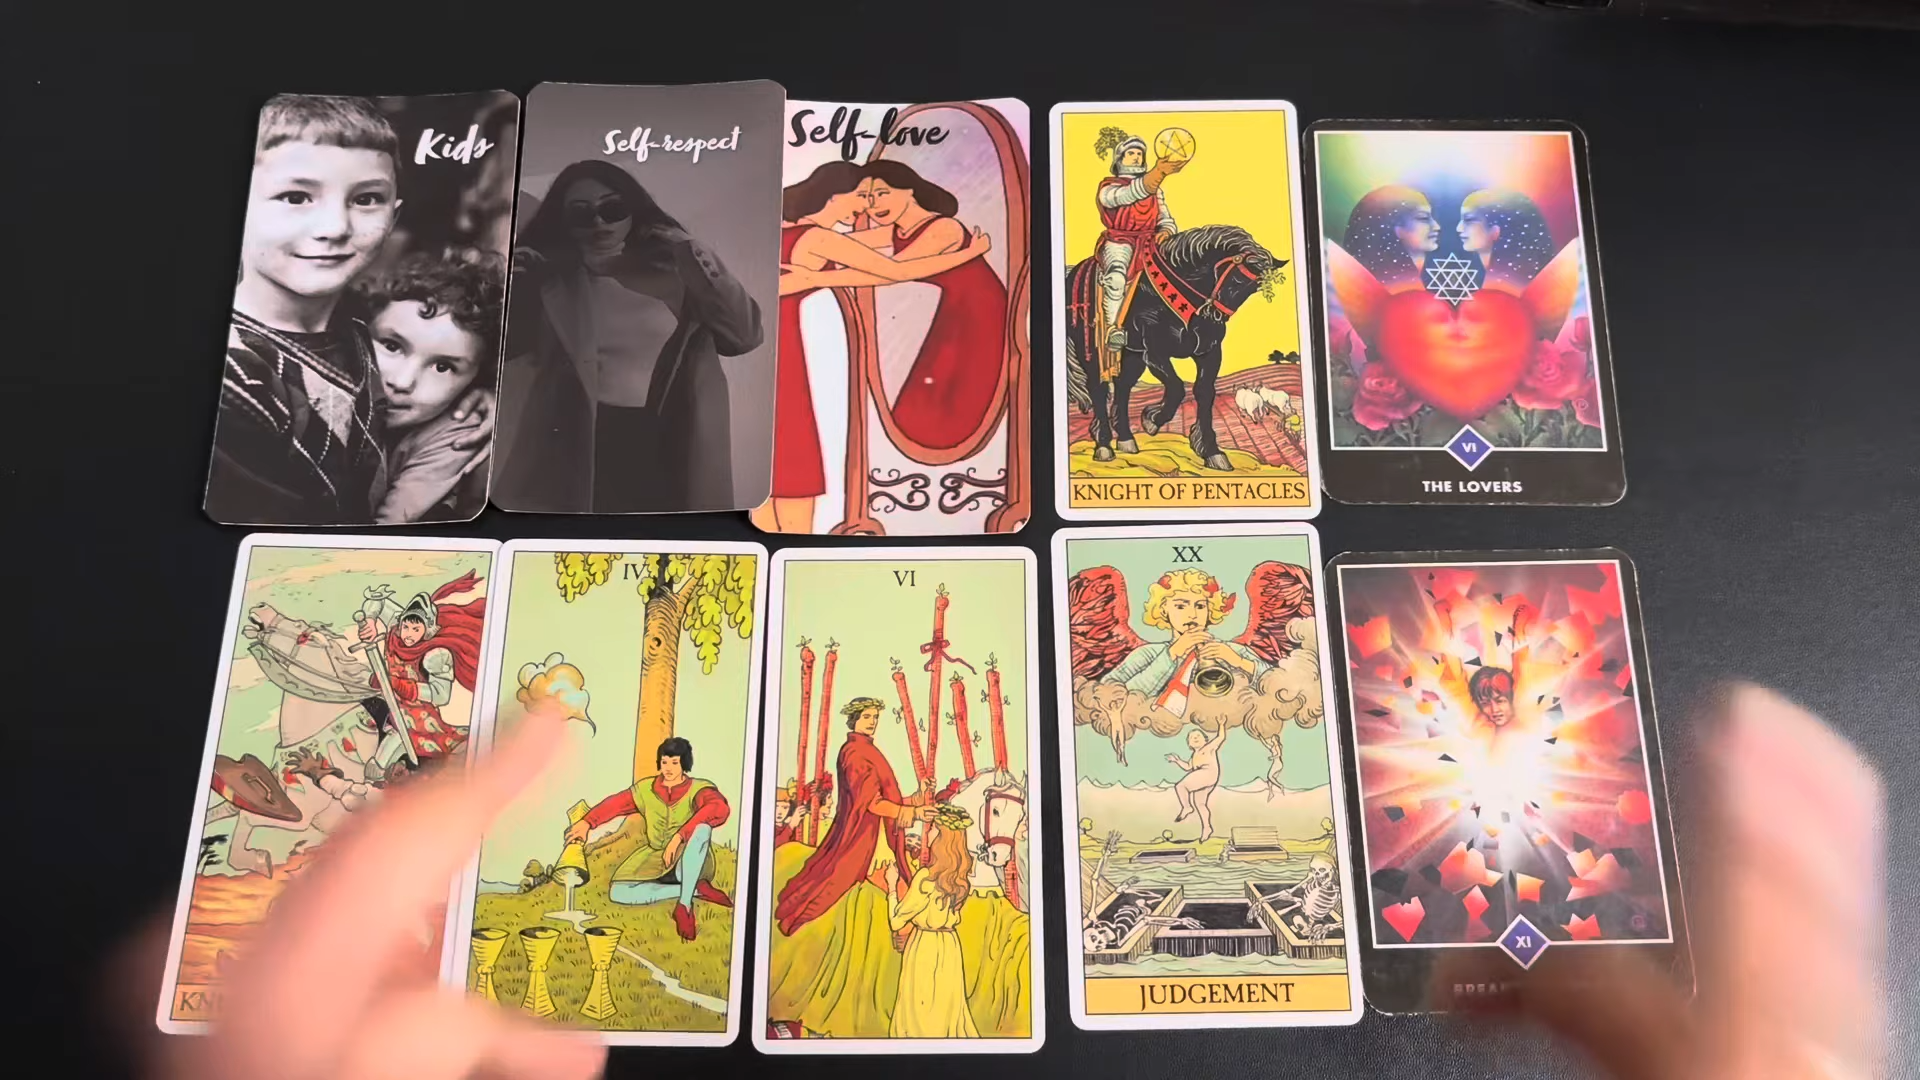 Kids
Self-respect
Self-love
KNIGHT OF PENTACLES
VI
THE LOVERS
IV
VI
XX
JUDGEMENT
XI